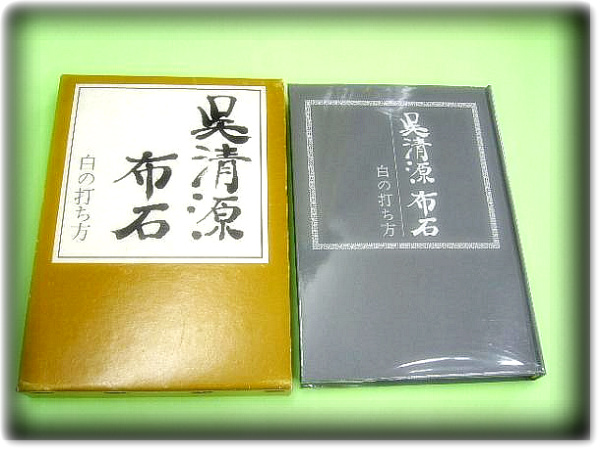 呉清源
布石
白の打ち方
呉清源 布石
白の打ち方